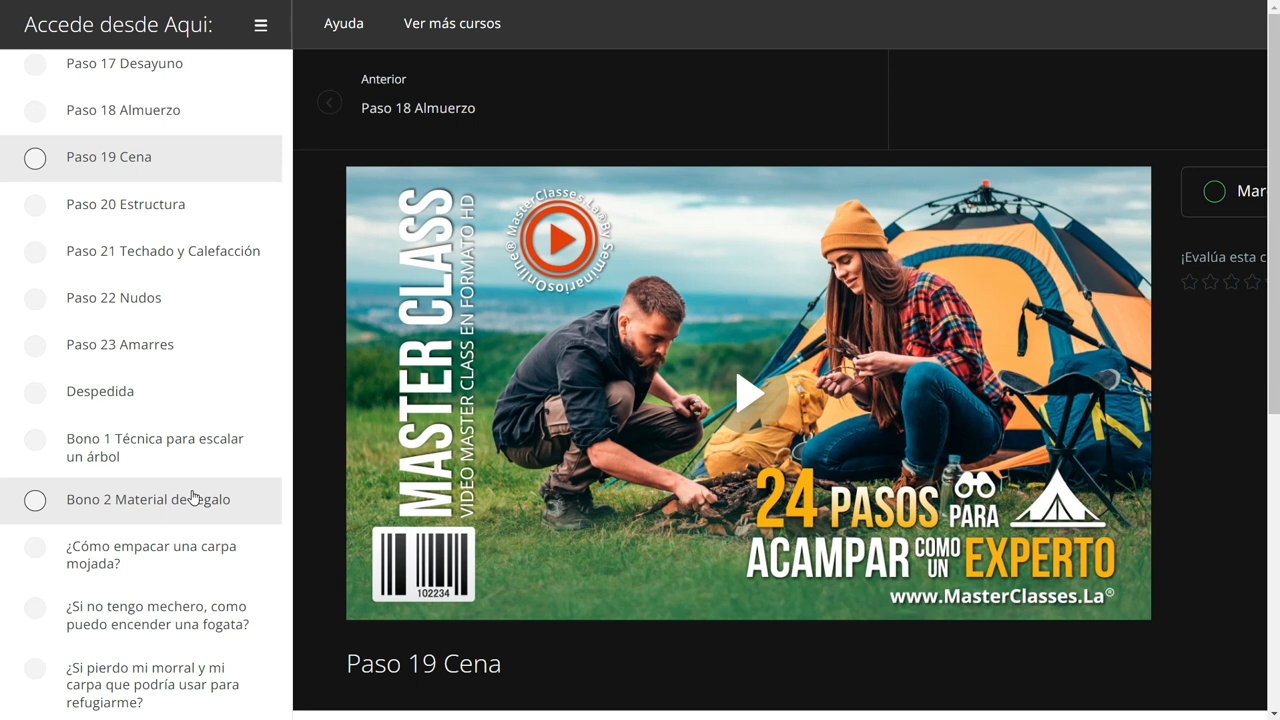 Accede desde Aqui:
Ayuda
Ver más cursos
Paso 17 Desayuno
Paso 18 Almuerzo
Paso 19 Cena
Paso 20 Estructura
Paso 21 Techado y Calefacción
Paso 22 Nudos
Paso 23 Amarres
Despedida
Bono 1 Técnica para escalar
un árbol
Bono 2 Material de regalo
¿Cómo empacar una carpa
mojada?
¿Si no tengo mechero, como
puedo encender una fogata?
¿Si pierdo mi morral y mi
carpa que podría usar para
refugiarme?
Anterior
Paso 18 Almuerzo
MASTER CLASS
VIDEO MASTER CLASS EN FORMATO HD
MasterClasses.La® By SeminariosOnline®
102234
24 PASOS PARA
ACAMPAR COMO UN EXPERTO
www.MasterClasses.La®
Mar
¡Evalúa esta c
Paso 19 Cena